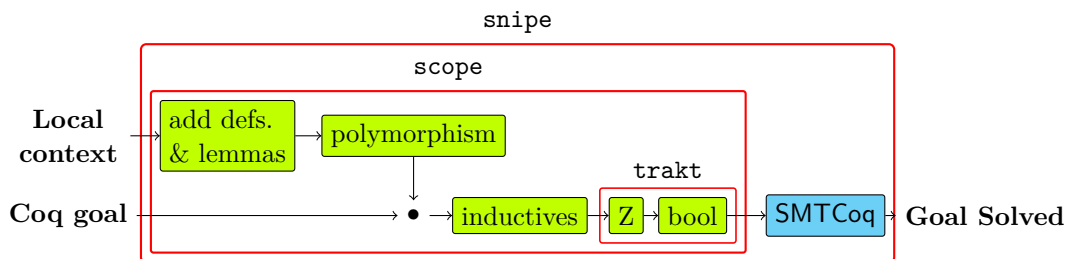 snipe
scope
Local
context
add defs.
& lemmas
polymorphism
trakt
Coq goal
inductives
Z
bool
SMTCoq
Goal Solved